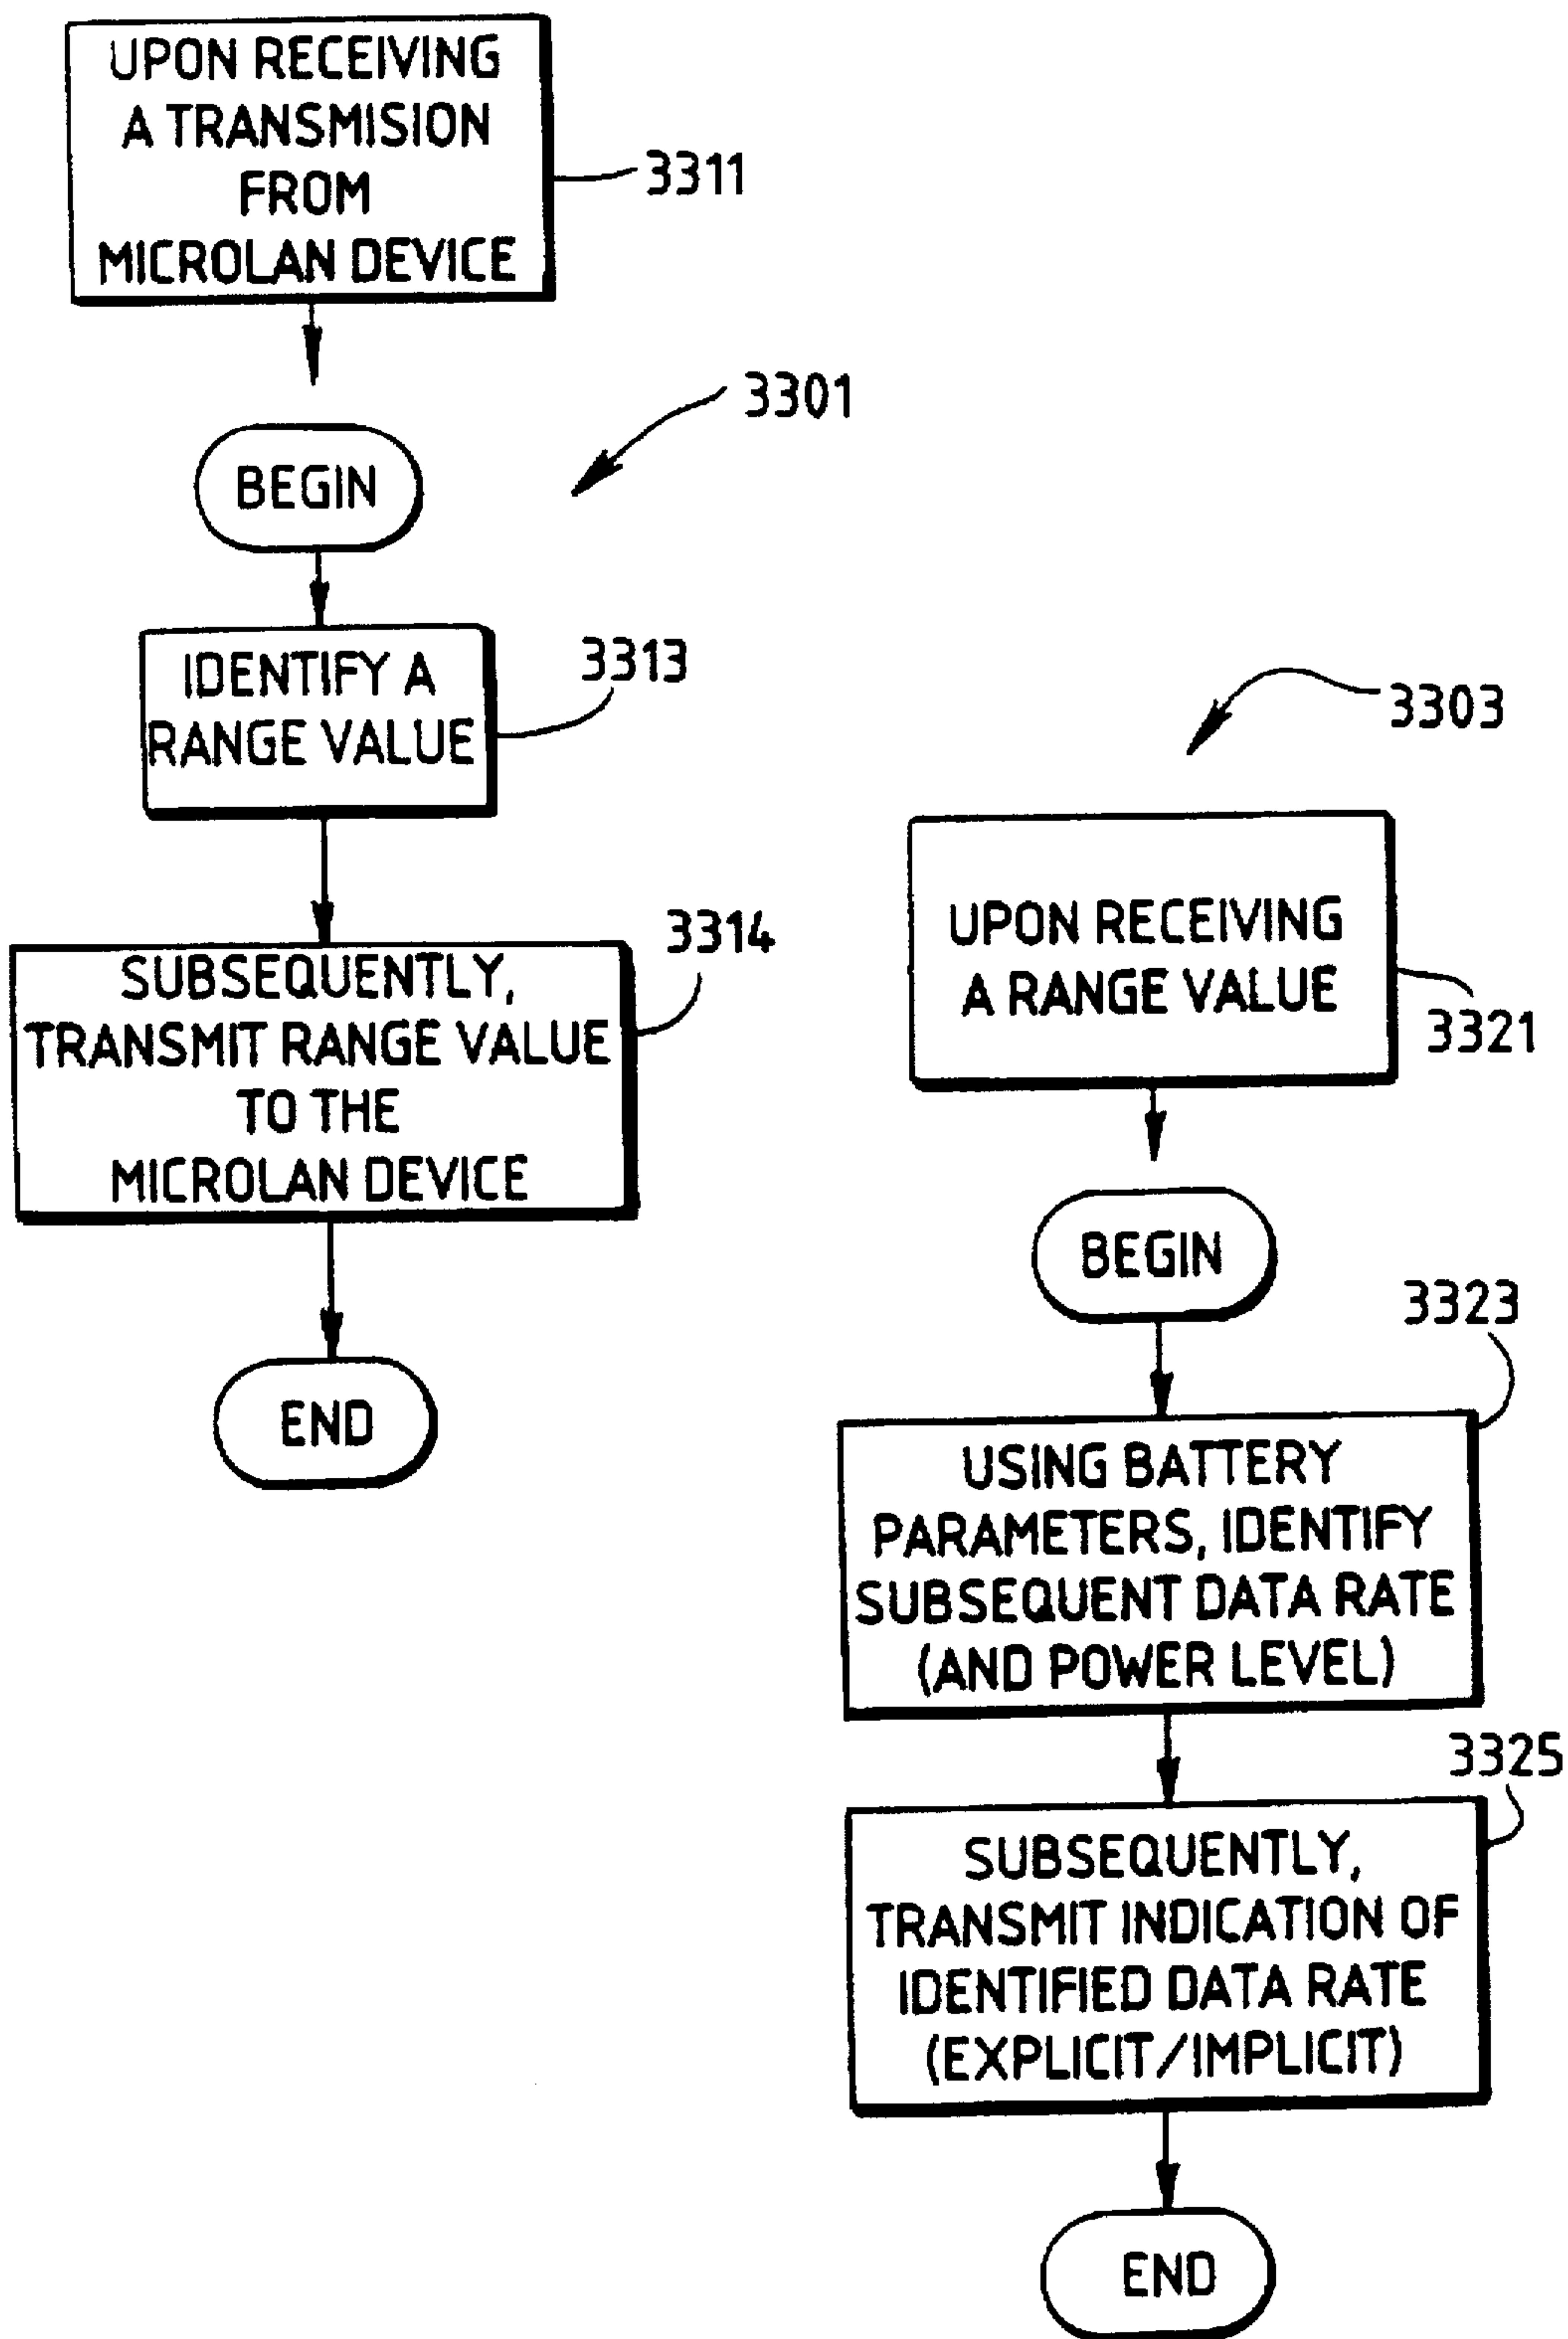 UPON RECEIVING
A TRANSMISION
FROM
MICROLAN DEVICE
3311
3301
BEGIN
IDENTIFY A
RANGE VALUE
3313
SUBSEQUENTLY,
TRANSMIT RANGE VALUE
TO THE
MICROLAN DEVICE
3314
END
3303
UPON RECEIVING
A RANGE VALUE
3321
BEGIN
3323
USING BATTERY
PARAMETERS, IDENTIFY
SUBSEQUENT DATA RATE
(AND POWER LEVEL)
3325
SUBSEQUENTLY,
TRANSMIT INDICATION OF
IDENTIFIED DATA RATE
(EXPLICIT/IMPLICIT)
END